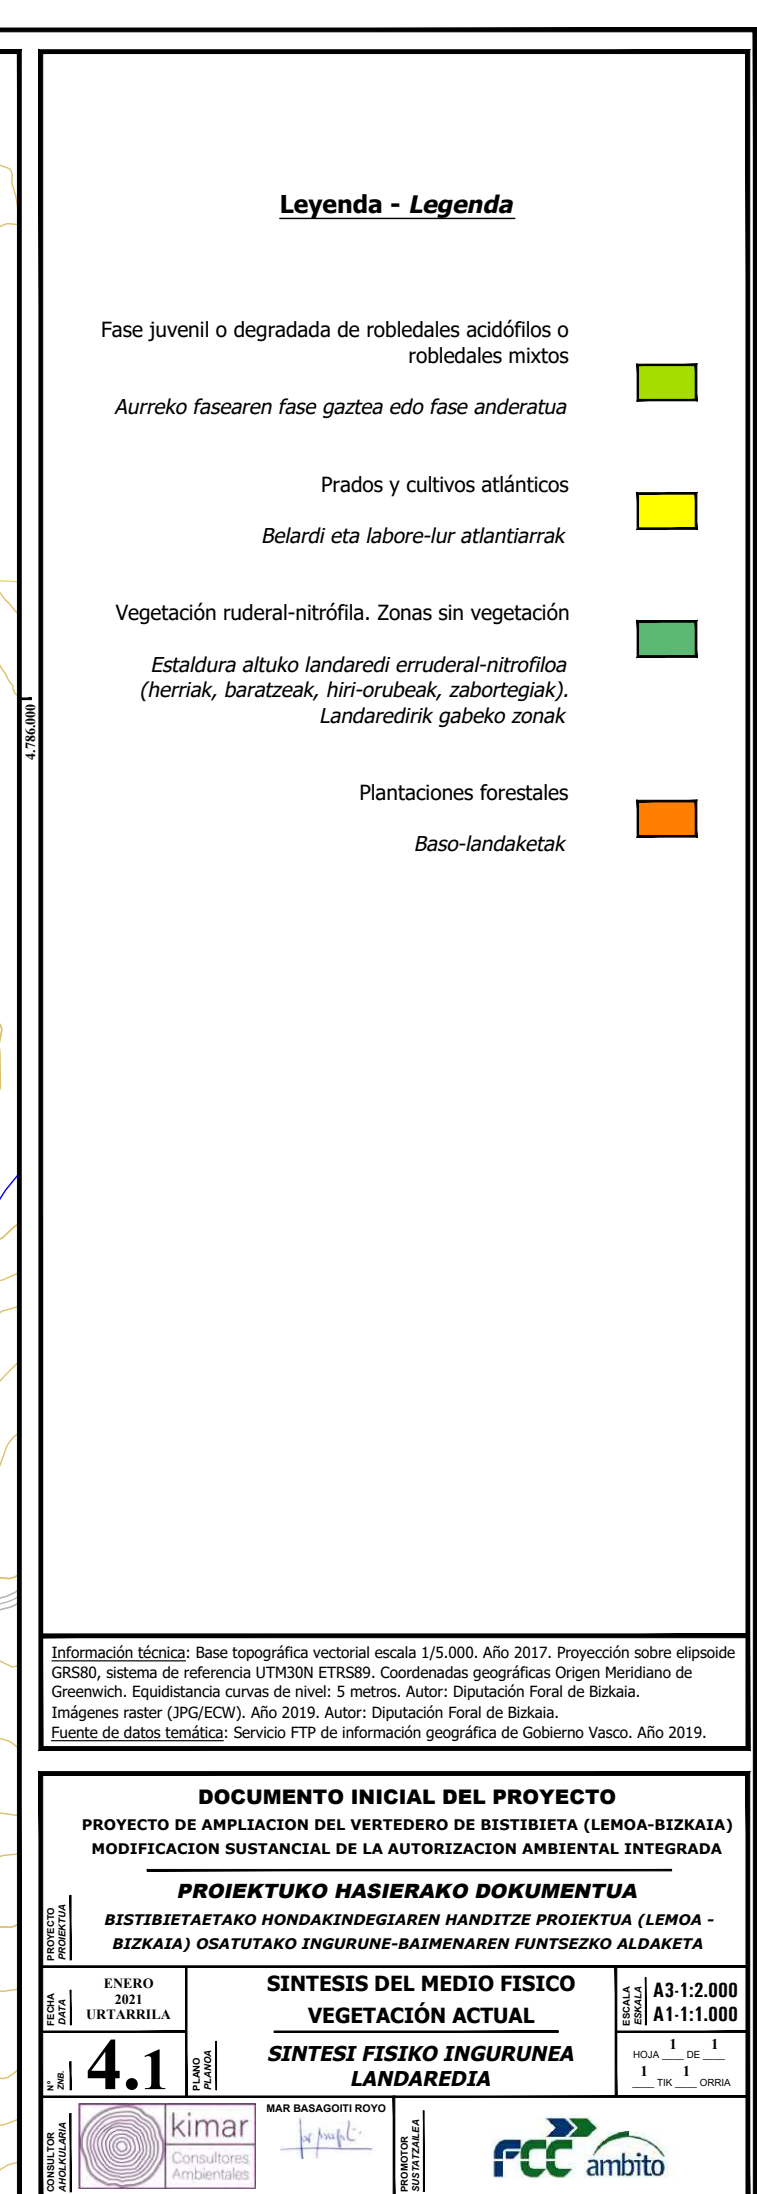 Leyenda - Legenda
Fase juvenil o degradada de robledales acidófilos o
robledales mixtos
Aurreko fasearen fase gaztea edo fase anderatua
Prados y cultivos atlánticos
Belardi eta labore-lur atlantiarrak
Vegetación ruderal-nitrófila. Zonas sin vegetación
Estaldura altuko landaredi erruderal-nitrofiloa
(herriak, baratzeak, hiri-orubeak, zabortegiak).
Landaredirik gabeko zonak
4.786.000
Plantaciones forestales
Baso-landaketak
Información técnica: Base topográfica vectorial escala 1/5.000. Año 2017. Proyección sobre elipsoide
GRS80, sistema de referencia UTM30N ETRS89. Coordenadas geográficas Origen Meridiano de
Greenwich. Equidistancia curvas de nivel: 5 metros. Autor: Diputación Foral de Bizkaia.
Imágenes raster (JPG/ECW). Año 2019. Autor: Diputación Foral de Bizkaia.
Fuente de datos temática: Servicio FTP de información geográfica de Gobierno Vasco. Año 2019.
DOCUMENTO INICIAL DEL PROYECTO
PROYECTO DE AMPLIACION DEL VERTEDERO DE BISTIBIETA (LEMOA-BIZKAIA)
MODIFICACION SUSTANCIAL DE LA AUTORIZACION AMBIENTAL INTEGRADA
PROYECTO
PROIEKTUA
PROIEKTUKO HASIERAKO DOKUMENTUA
BISTIBIETAETAKO HONDAKINDEGIAREN HANDITZE PROIEKTUA (LEMOA -
BIZKAIA) OSATUTAKO INGURUNE-BAIMENAREN FUNTSEZKO ALDAKETA
FECHA
DATA
ENERO
2021
URTARRILA
Nº
ZNB.
4.1
PLANO
PLANOA
SINTESIS DEL MEDIO FISICO
VEGETACIÓN ACTUAL
SINTESI FISIKO INGURUNEA
LANDAREDIA
ESCALA
ESKALA
A3-1:2.000
A1-1:1.000
HOJA 1 DE 1
1 TIK 1 ORRIA
CONSULTOR
AHOLKULARIA
kimar
Consultores
Ambientales
MAR BASAGOITI ROYO
PROMOTOR
SUSTATZAILEA
FCC ambito